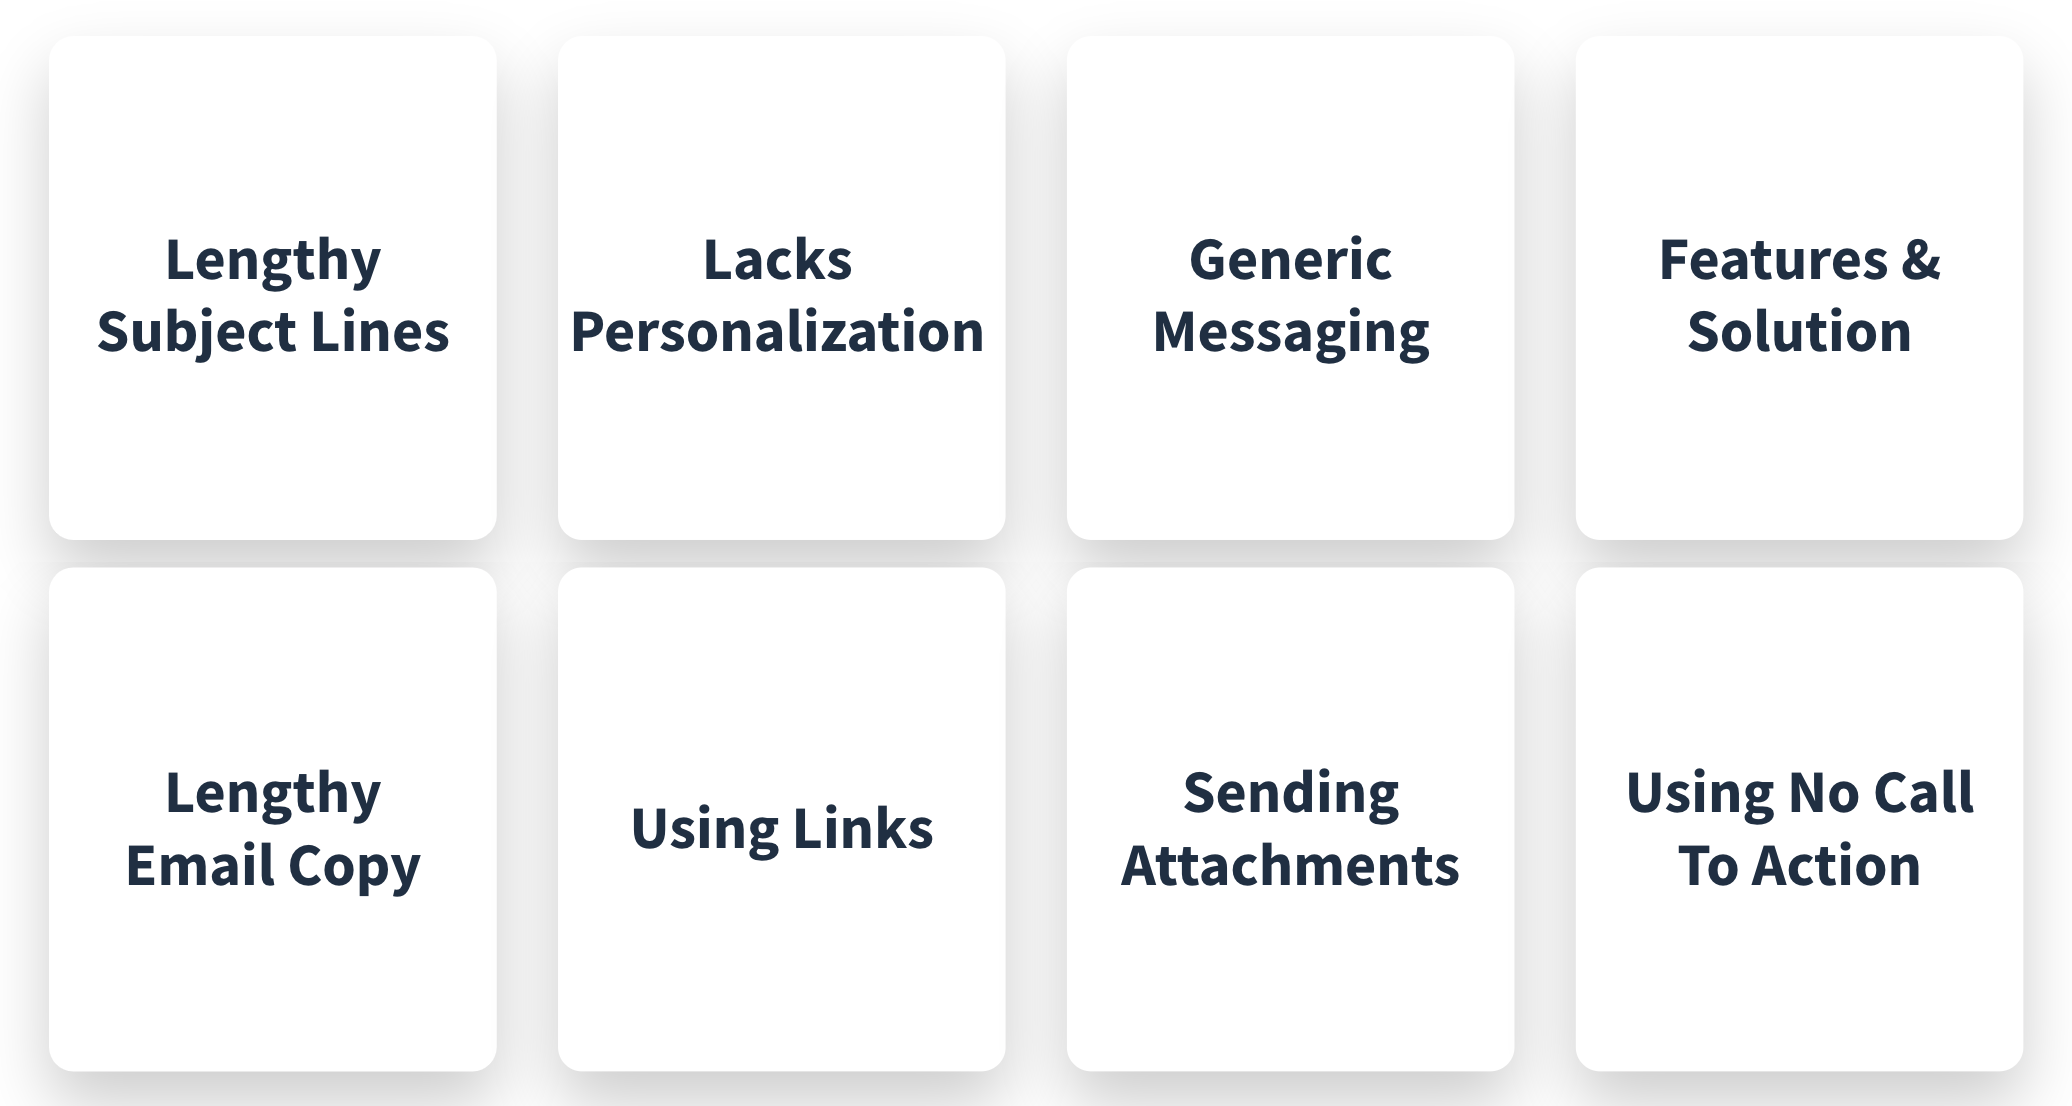 Lengthy
Subject Lines
Lacks
Personalization
Generic
Messaging
Features &
Solution
Lengthy
Email Copy
Using Links
Sending
Attachments
Using No Call
To Action